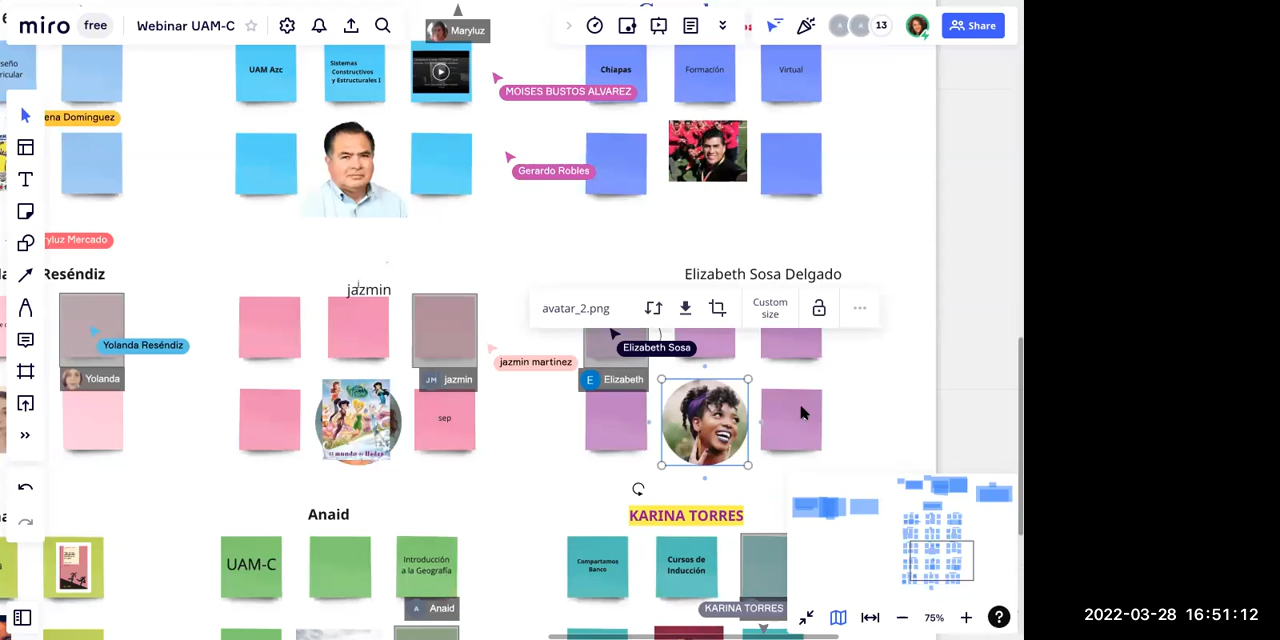 miro
free
Webinar UAM-C
Maryluz
13
Share
UAM Azc
Sistemas
Constructivos
y Estructurales I
Chiapas
Formación
Virtual
MOISES BUSTOS ALVAREZ
ena Dominguez
Gerardo Robles
ryluz Mercado
Reséndiz
jazmin
Elizabeth Sosa Delgado
avatar_2.png
Custom
size
Yolanda Reséndiz
jazmin martinez
Elizabeth Sosa
Yolanda
JM jazmin
E Elizabeth
sep
Anaid
KARINA TORRES
UAM-C
Introducción
a la Geografía
Compartamos
Banco
Cursos de
Inducción
A Anaid
KARINA TORRES
75%
?
2022-03-28 16:51:12